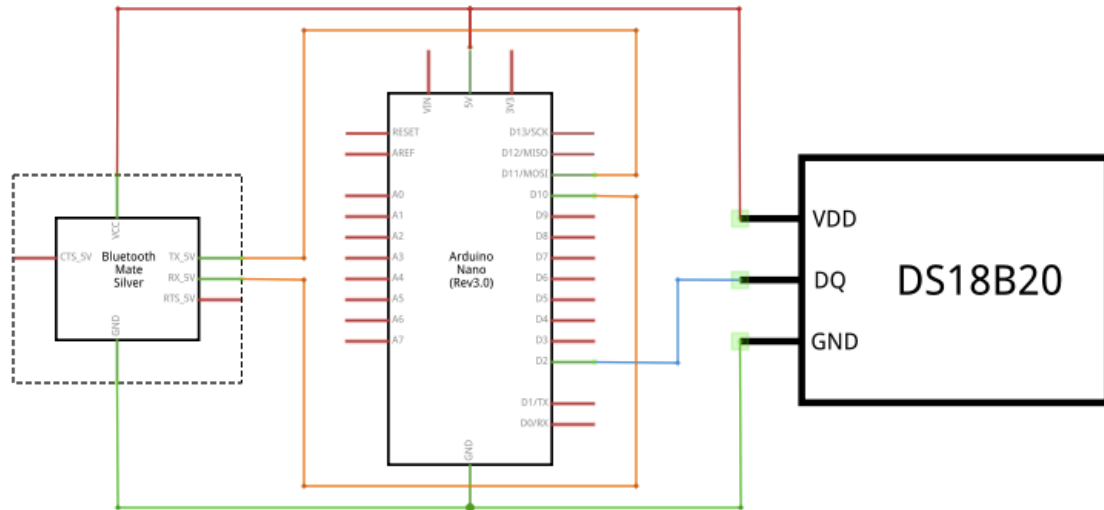 VCC
CTS_5V
Bluetooth
Mate
Silver
TX_5V
RX_5V
RTS_5V
GND
VIN
5V
3V3
RESET
AREF
A0
A1
A2
A3
A4
A5
A6
A7
Arduino
Nano
(Rev3.0)
D13/SCK
D12/MISO
D11/MOSI
D10
D9
D8
D7
D6
D5
D4
D3
D2
D1/TX
D0/RX
GND
VDD
DQ
GND
DS18B20